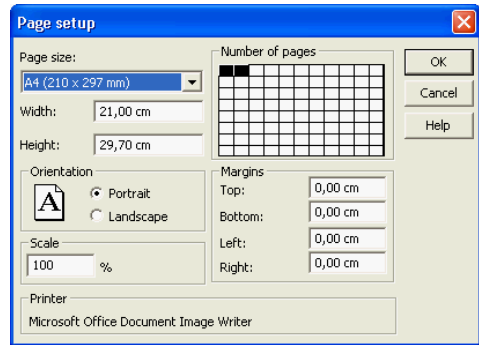 Page setup
Page size:
A4 (210 x 297 mm)
Width: 21,00 cm
Height: 29,70 cm
Number of pages
OK
Cancel
Help
Orientation
A
Portrait
Landscape
Scale
100 %
Margins
Top: 0,00 cm
Bottom: 0,00 cm
Left: 0,00 cm
Right: 0,00 cm
Printer
Microsoft Office Document Image Writer